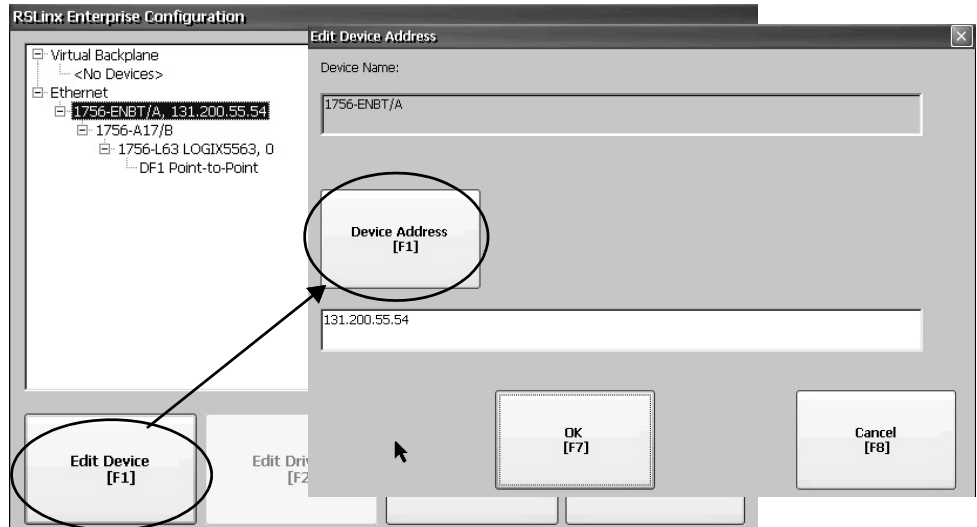 RSLinx Enterprise Configuration
Virtual Backplane
<No Devices>
Ethernet
1756-ENBT/A, 131.200.55.54
1756-A17/B
1756-L63 LOGIX5563, 0
DF1 Point-to-Point
Edit Device
[F1]
Edit Dri
[F2
Edit Device Address
Device Name:
1756-ENBT/A
Device Address
[F1]
131.200.55.54
OK
[F7]
Cancel
[F8]